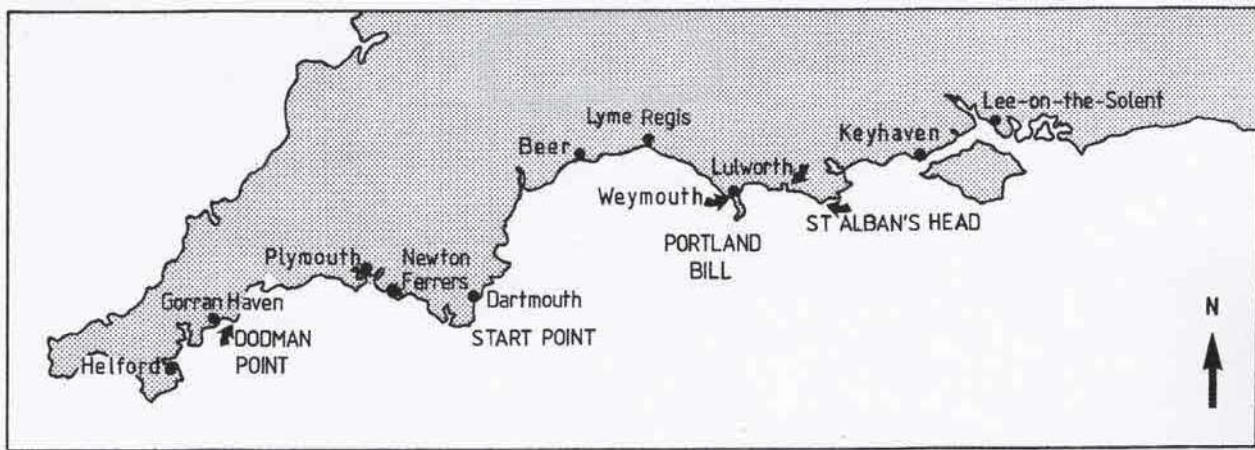 Lee-on-the-Solent
Lyme Regis
Keyhaven
Beer
Lulworth
Weymouth
ST ALBAN'S HEAD
PORTLAND
BILL
Plymouth
Newton
Ferrers
Dartmouth
Gorran Haven
START POINT
DODMAN
POINT
Helford
N